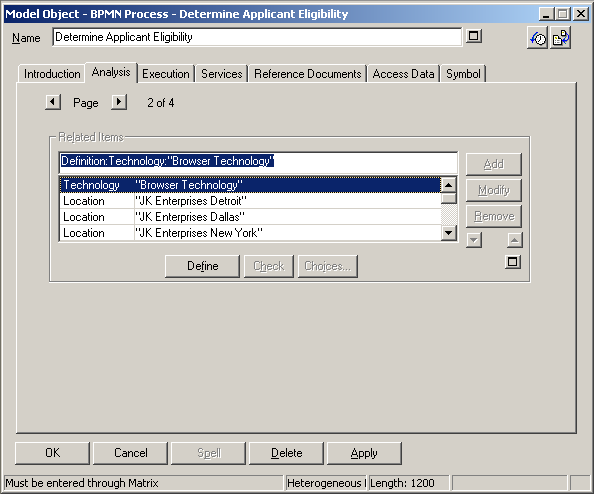 Model Object - BPMN Process - Determine Applicant Eligibility
Name Determine Applicant Eligibility
Introduction Analysis Execution Services Reference Documents Access Data Symbol
Page 2 of 4
Related Items
Definition:Technology:"Browser Technology"
Add
Technology "Browser Technology"
Location "JK Enterprises Detroit"
Modify
Location "JK Enterprises Dallas"
Remove
Location "JK Enterprises New York"
Define Check Choices...
OK Cancel Spell Delete Apply
Must be entered through Matrix Heterogeneous l Length: 1200